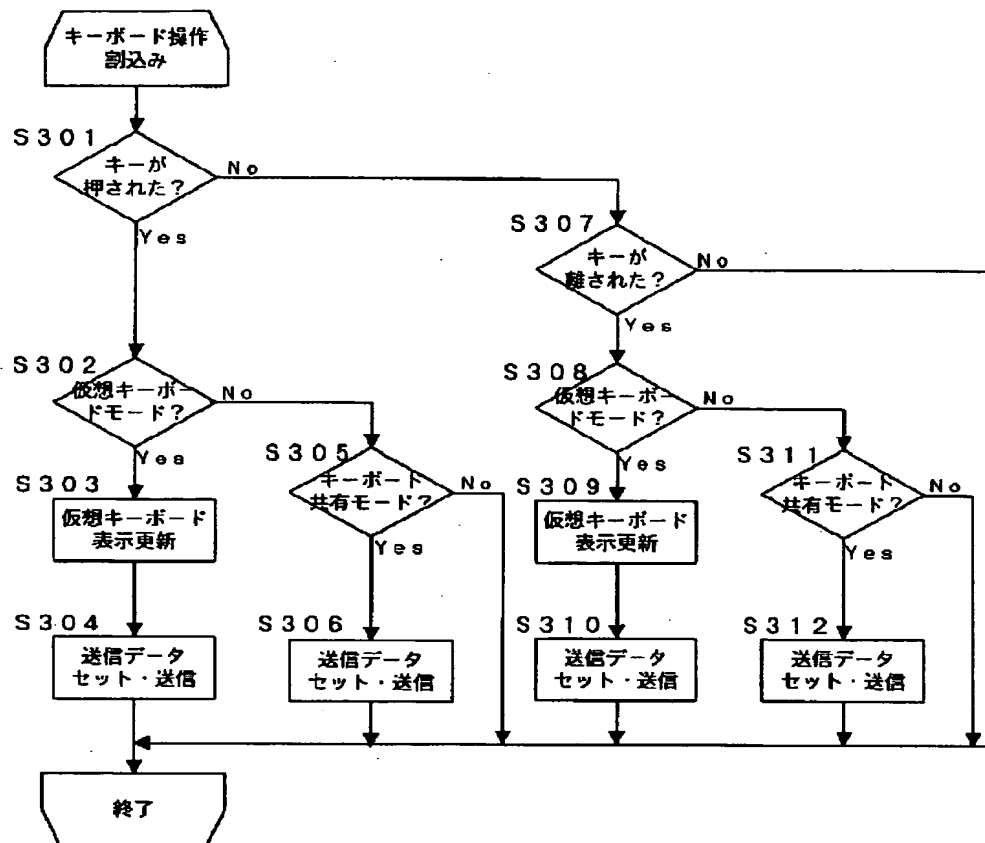 キーボード操作
割込み
S301
キーが
押された?
No
Yes
S307
キーが
離された?
No
Yes
S302
仮想キーボー
ドモード?
No
Yes
S308
仮想キーボー
ドモード?
No
Yes
S305
キーボード
共有モード?
No
Yes
S311
キーボード
共有モード?
No
Yes
S303
仮想キーボード
表示更新
S309
仮想キーボード
表示更新
S304
送信データ
セット・送信
S306
送信データ
セット・送信
S310
送信データ
セット・送信
S312
送信データ
セット・送信
終了